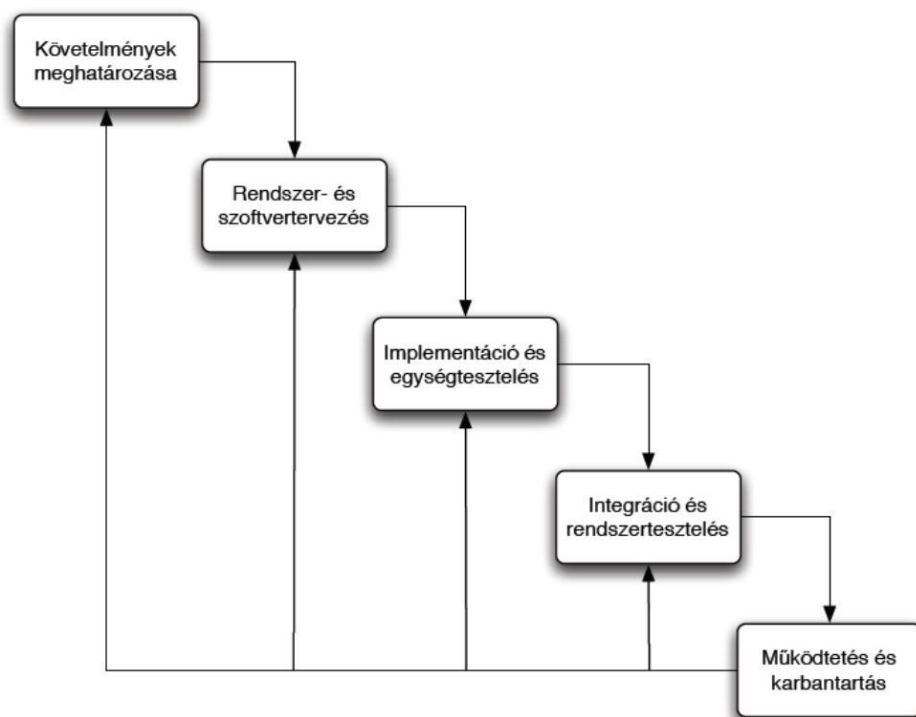 Követelmények
meghatározása
Rendszer- és
szoftvertervezés
Implementáció és
egységtesztelés
Integráció és
rendszertesztelés
Működtetés és
karbantartás